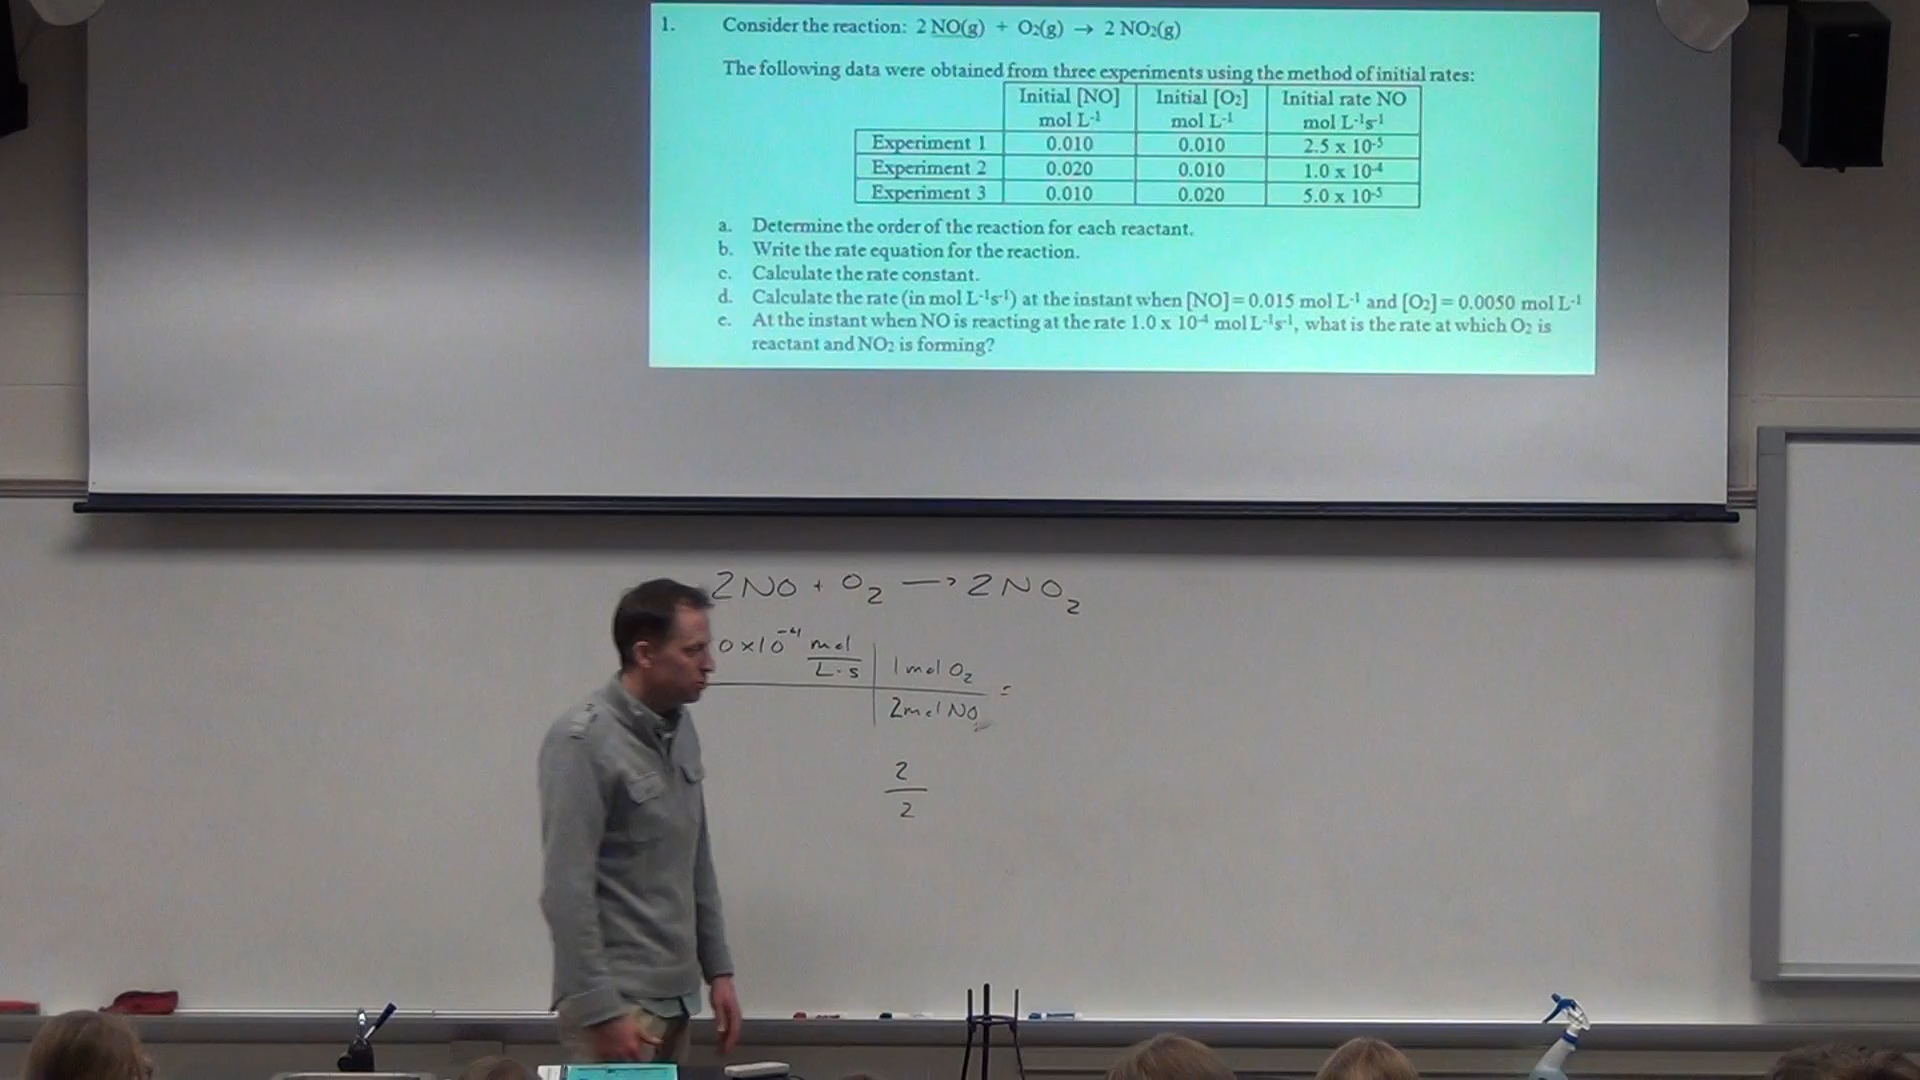 1. Consider the reaction: 2 NO(g) + O2(g) → 2 NO2(g)
The following data were obtained from three experiments using the method of initial rates:
Initial [NO] mol L-1 Initial [O2] mol L-1 Initial rate NO mol L-1s-1
Experiment 1 0.010 0.010 2.5 x 10-5
Experiment 2 0.020 0.010 1.0 x 10-4
Experiment 3 0.010 0.020 5.0 x 10-5
a. Determine the order of the reaction for each reactant.
b. Write the rate equation for the reaction.
c. Calculate the rate constant.
d. Calculate the rate (in mol L-1s-1) at the instant when [NO] = 0.015 mol L-1 and [O2] = 0.0050 mol L-1
e. At the instant when NO is reacting at the rate 1.0 x 10-4 mol L-1s-1, what is the rate at which O2 is
reactant and NO2 is forming?
2NO + O2 → 2NO2
0 x 10-4 mol 1 mol O2
L·s 2 mol NO =
2
2